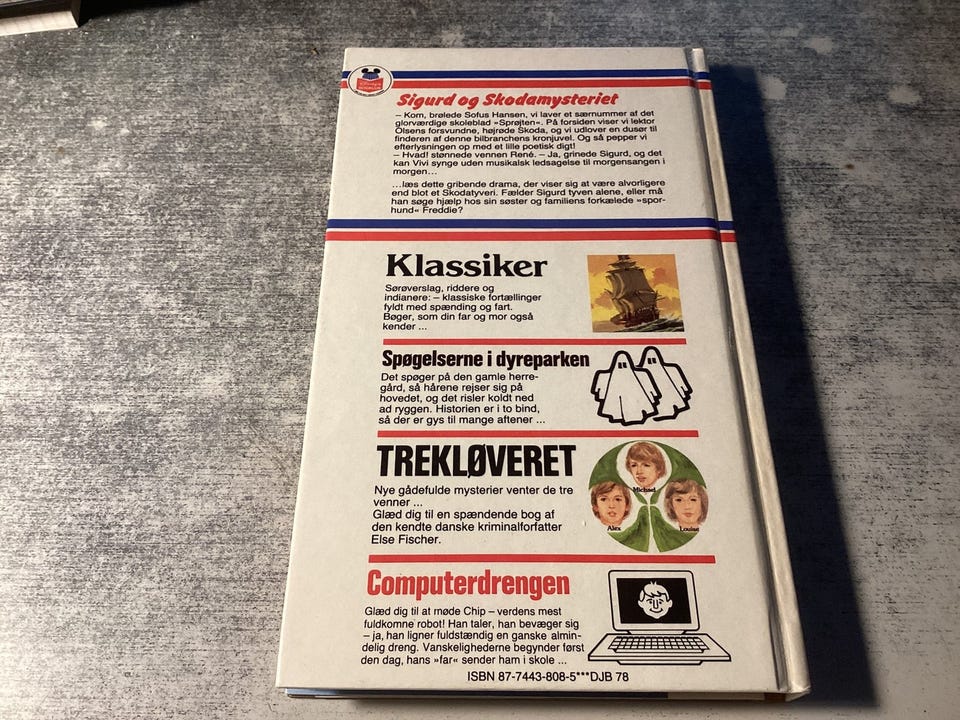 Sigurd og Skodamysteriet
– Kom, brølede Sofus Hansen, vi laver et særnummer af det
glorværdige skoleblad »Sprøjten«. På forsiden viser vi lektor
Olsens forsvundne, højrøde Skoda, og vi udlover en dusør til
finderen af denne bilbranchens kronjuvel. Og så pepper vi
efterlysningen op med et lille poetisk digt!
– Hvad! stønnede vennen René. – Ja, grinede Sigurd, og det
kan Vivi synge uden musikalsk ledsagelse til morgensangen i
morgen...
...læs dette gribende drama, der viser sig at være alvorligere
end blot et Skodatyveri. Fælder Sigurd tyven alene, eller må
han søge hjælp hos sin søster og familiens forkælede »spor-
hund« Freddie?
Klassiker
Sørøverslag, riddere og
indianere: – klassiske fortællinger
fyldt med spænding og fart.
Bøger, som din far og mor også
kender ...
Spøgelserne i dyreparken
Det spøger på den gamle herre-
gård, så hårene rejser sig på
hovedet, og det risler koldt ned
ad ryggen. Historien er i to bind,
så der er gys til mange aftener ...
TREKLØVERET
Nye gådefulde mysterier venter de tre
venner ...
Glæd dig til en spændende bog af
den kendte danske kriminalforfatter
Else Fischer.
Michael
Alex
Louise
Computerdrengen
Glæd dig til at møde Chip – verdens mest
fuldkomne robot! Han taler, han bevæger sig
– ja, han ligner fuldstændig en ganske almin-
delig dreng. Vanskelighederne begynder først
den dag, hans »far« sender ham i skole ...
ISBN 87-7443-808-5***DJB 78